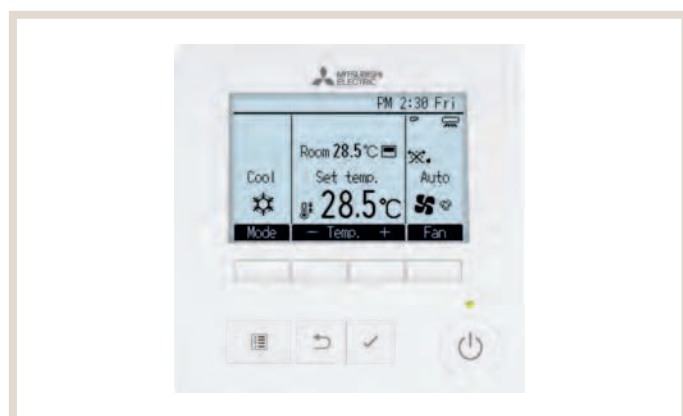 MITSUBISHI
ELECTRIC
PM 2:30 Fri
Room 28.5°C
Cool
Set temp.
Auto
28.5°C
Mode
− Temp. +
Fan